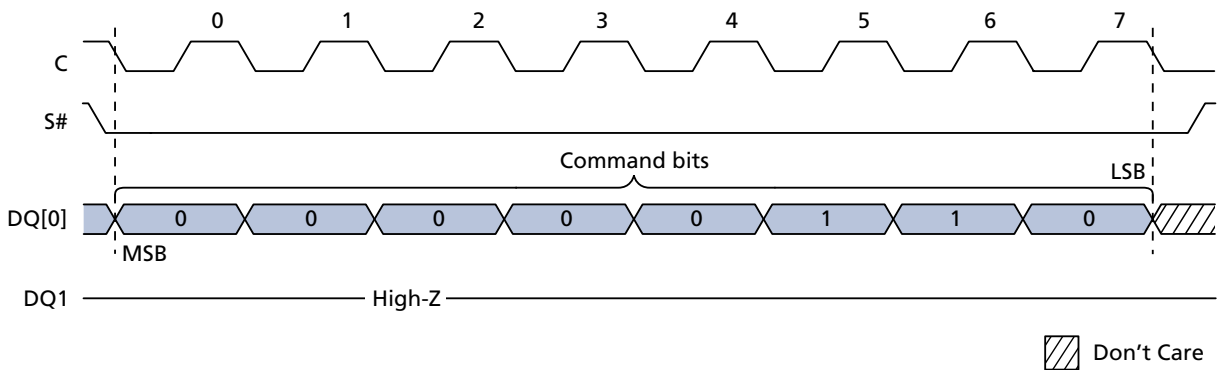 0 1 2 3 4 5 6 7
C
S#
Command bits
LSB
DQ[0] 0 0 0 0 0 1 1 0
MSB
DQ1 High-Z
Don't Care